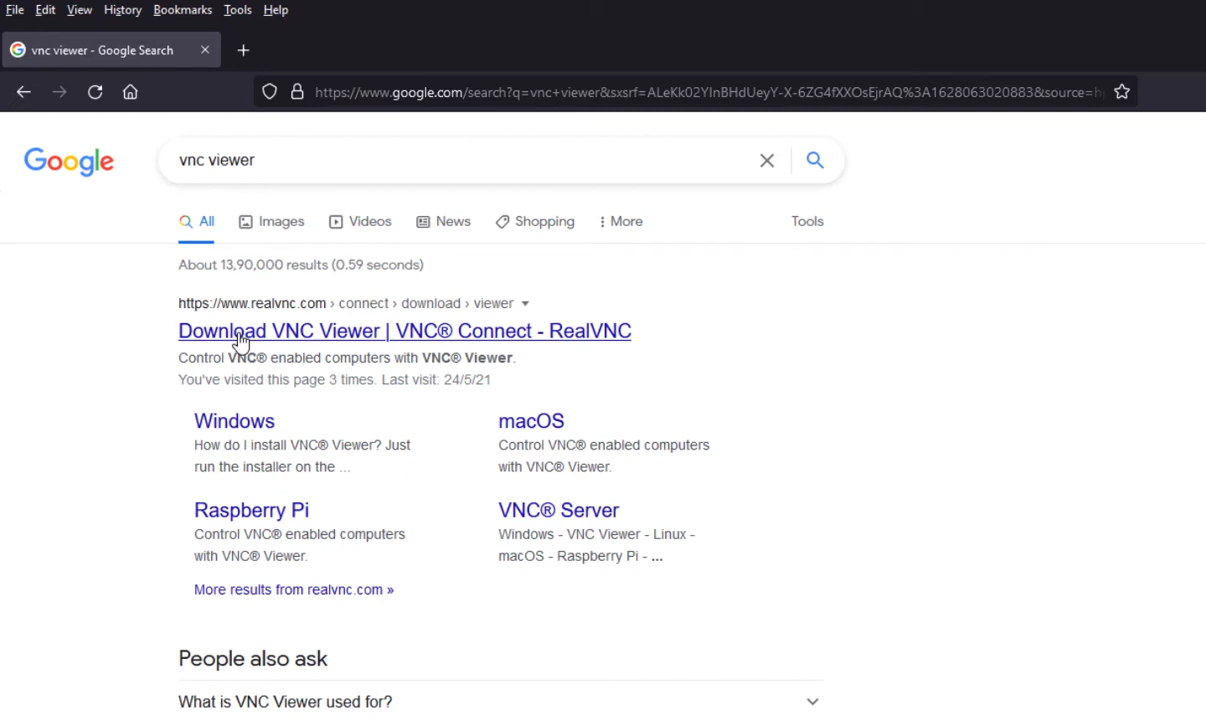 File Edit View History Bookmarks Tools Help
vnc viewer - Google Search
https://www.google.com/search?q=vnc+viewer&sxsrf=ALeKk02YInBHdUeyY-X-6ZG4fXXOsEjrAQ%3A1628063020883&source=h
Google vnc viewer
All Images Videos News Shopping More Tools
About 13,90,000 results (0.59 seconds)
https://www.realvnc.com › connect › download › viewer
Download VNC Viewer | VNC® Connect - RealVNC
Control VNC® enabled computers with VNC® Viewer.
You've visited this page 3 times. Last visit: 24/5/21
Windows
How do I install VNC® Viewer? Just
run the installer on the ...
macOS
Control VNC® enabled computers
with VNC® Viewer.
Raspberry Pi
Control VNC® enabled computers
with VNC® Viewer.
VNC® Server
Windows - VNC Viewer - Linux -
macOS - Raspberry Pi - ...
More results from realvnc.com »
People also ask
What is VNC Viewer used for?